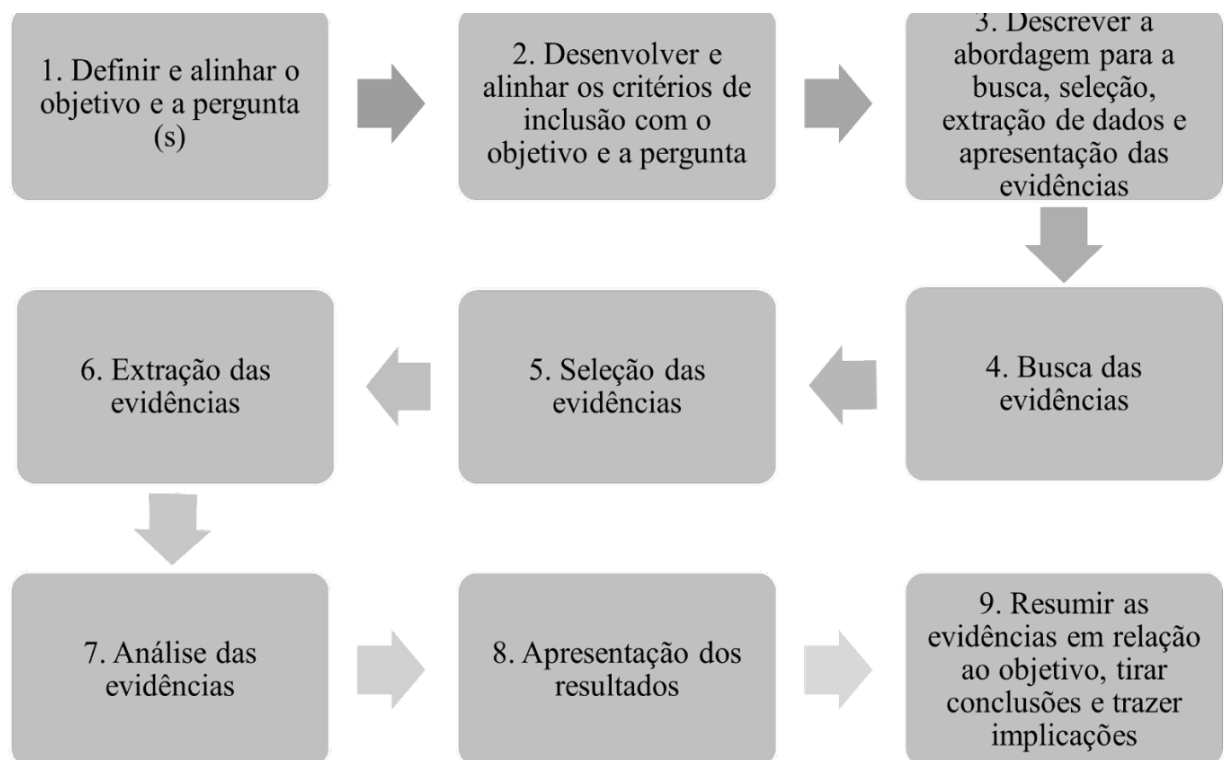 1. Definir e alinhar o
objetivo e a pergunta
(s)
2. Desenvolver e
alinhar os critérios de
inclusão com o
objetivo e a pergunta
3. Descrever a
abordagem para a
busca, seleção,
extração de dados e
apresentação das
evidências
4. Busca das
evidências
5. Seleção das
evidências
6. Extração das
evidências
7. Análise das
evidências
8. Apresentação dos
resultados
9. Resumir as
evidências em relação
ao objetivo, tirar
conclusões e trazer
implicações